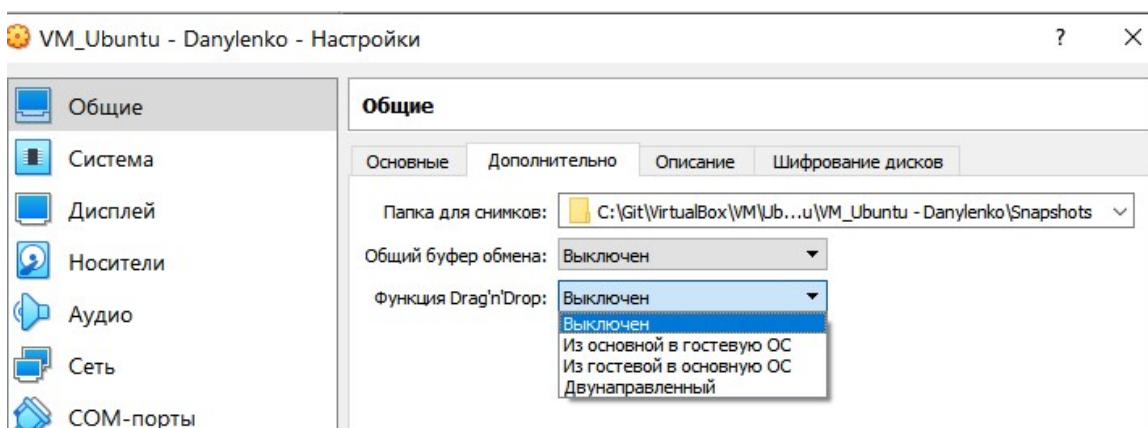 VM_Ubuntu - Danylenko - Настройки ? ×
Общие
Система
Дисплей
Носители
Аудио
Сеть
COM-порты
Общие
Основные Дополнительно Описание Шифрование дисков
Папка для снимков: C:\Git\VirtualBox\VM\Ub...u\VM_Ubuntu - Danylenko\Snapshots
Общий буфер обмена: Выключен
Функция Drag'n'Drop: Выключен
Выключен
Из основной в гостевую ОС
Из гостевой в основную ОС
Двунаправленный